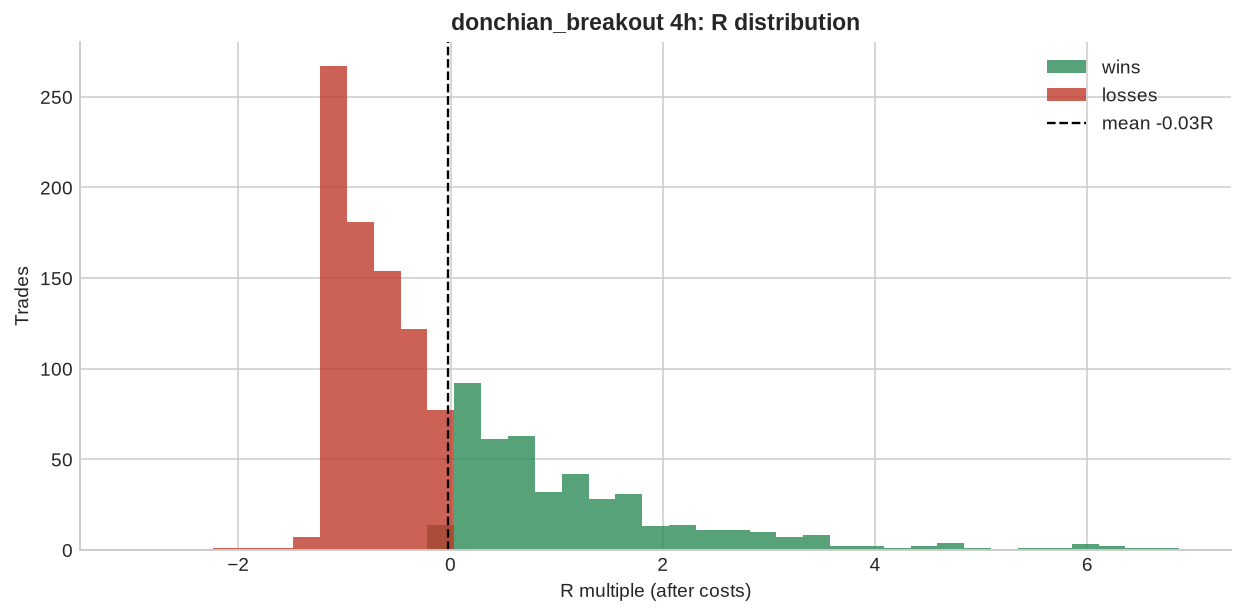 donchian_breakout 4h: R distribution
wins
losses
mean -0.03R
250
200
150
100
50
0
Trades
−2
0
2
4
6
R multiple (after costs)